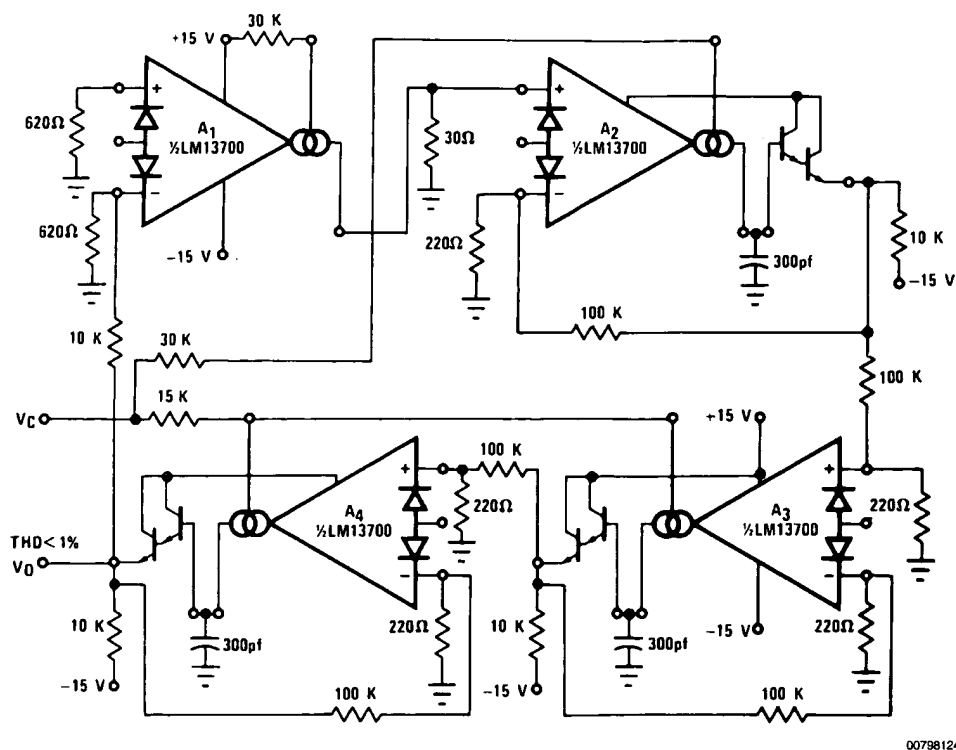 30 K
+15 V
620Ω
A1
½LM13700
620Ω
−15 V
30Ω
A2
½LM13700
220Ω
300pf
10 K
−15 V
10 K
30 K
100 K
100 K
VC
15 K
+15 V
100 K
A4
½LM13700
220Ω
A3
½LM13700
220Ω
THD<1%
VO
10 K
300pf
220Ω
10 K
300pf
−15 V
220Ω
−15 V
−15 V
100 K
100 K
00798124